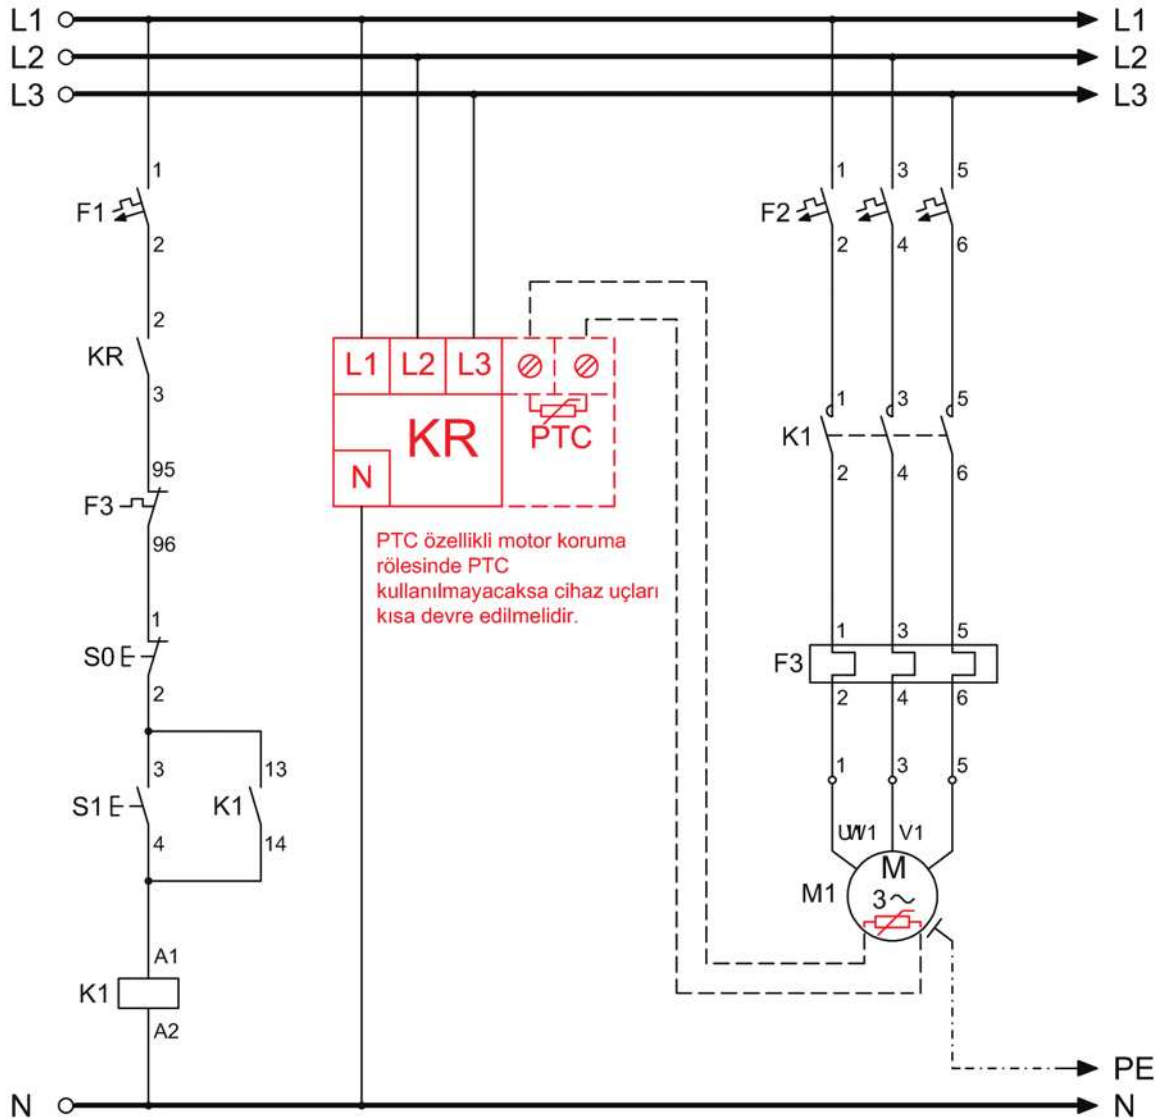 L1 L1
L2 L2
L3 L3
1 1 3 5
F1 F2
2 2 4 6
2
KR L1 L2 L3
3 1 3 5
KR PTC K1
N 2 4 6
95
F3
96
PTC özellikli motor koruma
rölesinde PTC
kullanılmayacaksa cihaz uçları
kısa devre edilmelidir.
1 1 3 5
S0 F3
2 2 4 6
3 13 1 3 5
S1 K1
4 14 V1
M
M1 3~
A1
K1
A2
PE
N N